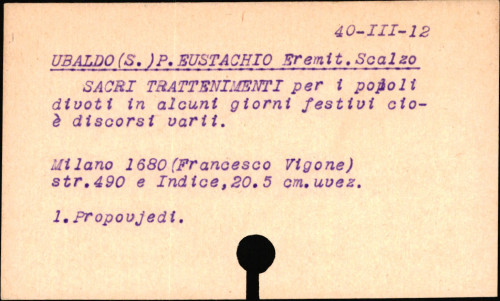 40-III-12
UBALDO(S.)P.EUSTACHIO Eremit.Scalzo
SACRI TRATTENIMENTI per i popoli
divoti in alcuni giorni festivi cio-
è discorsi varii.
Milano 1680(Francesco Vigone)
str.490 e Indice,20.5 cm.uvez.
1.Propovjedi.